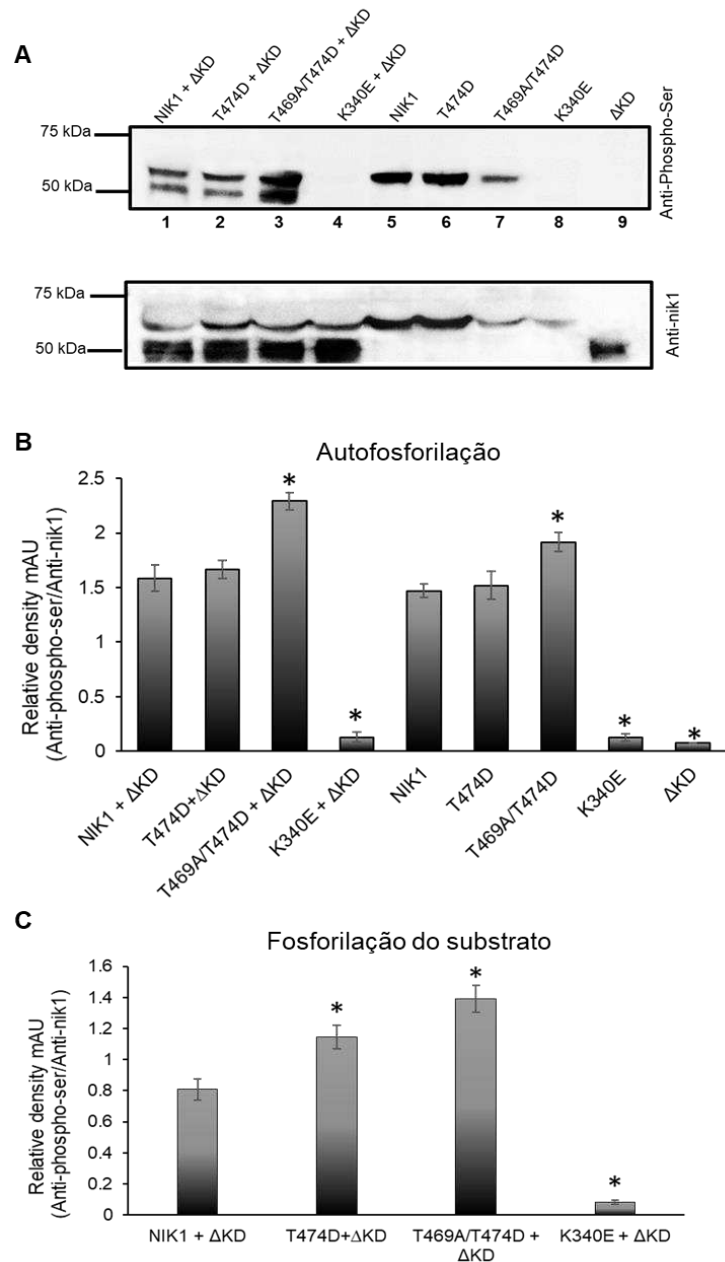 A
NIK1 + ΔKD
T474D + ΔKD
T469A/T474D + ΔKD
K340E + ΔKD
NIK1
T474D
T469A/T474D
K340E
ΔKD
75 kDa
50 kDa
1 2 3 4 5 6 7 8 9
Anti-Phospho-Ser
75 kDa
50 kDa
Anti-nik1
B
Autofosforilação
Relative density mAU
(Anti-phospho-ser/Anti-nik1)
2.5
2
1.5
1
0.5
0
* * * * *
NIK1 + ΔKD
T474D+ΔKD
T469A/T474D + ΔKD
K340E + ΔKD
NIK1
T474D
T469A/T474D
K340E
ΔKD
C
Fosforilação do substrato
Relative density mAU
(Anti-phospho-ser/Anti-nik1)
1.6
1.4
1.2
1
0.8
0.6
0.4
0.2
0
* * *
NIK1 + ΔKD
T474D+ΔKD
T469A/T474D +
ΔKD
K340E + ΔKD